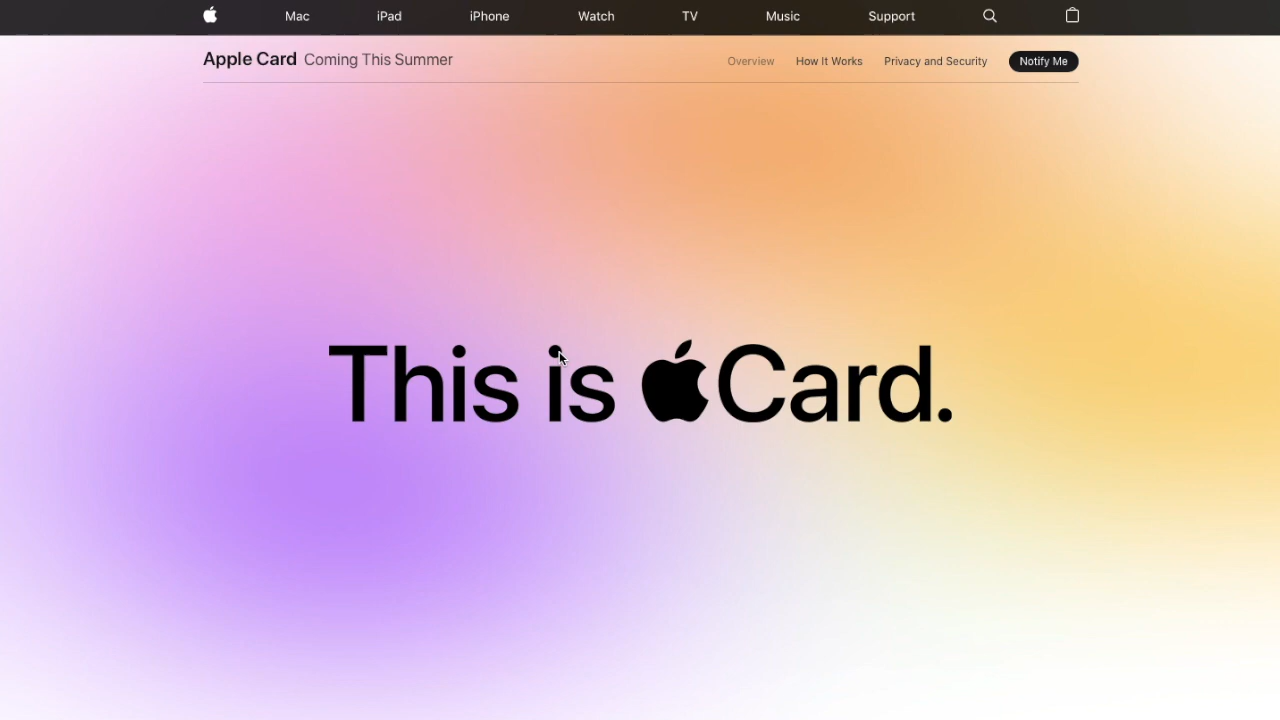 Mac iPad iPhone Watch TV Music Support
Apple Card Coming This Summer Overview How It Works Privacy and Security Notify Me
This is Card.